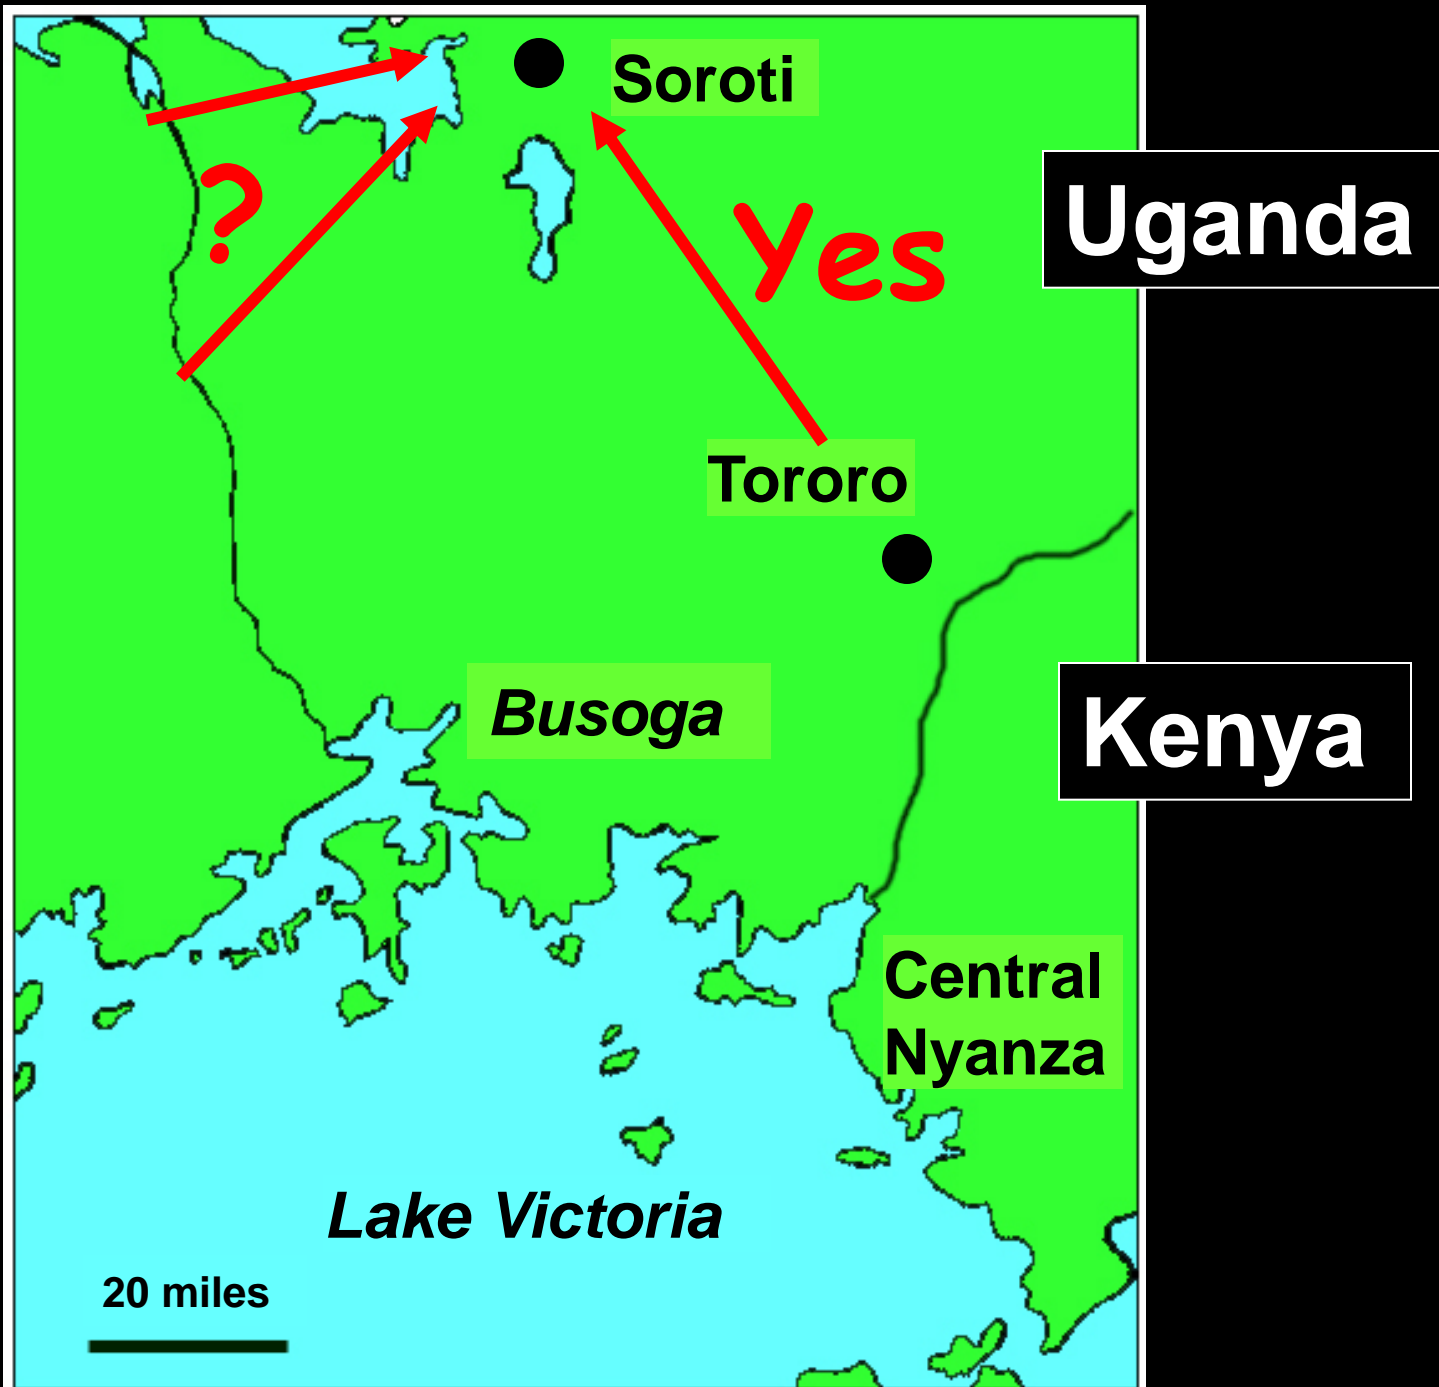 Soroti
?
Yes
Uganda
Tororo
Busoga
Kenya
Central
Nyanza
Lake Victoria
20 miles